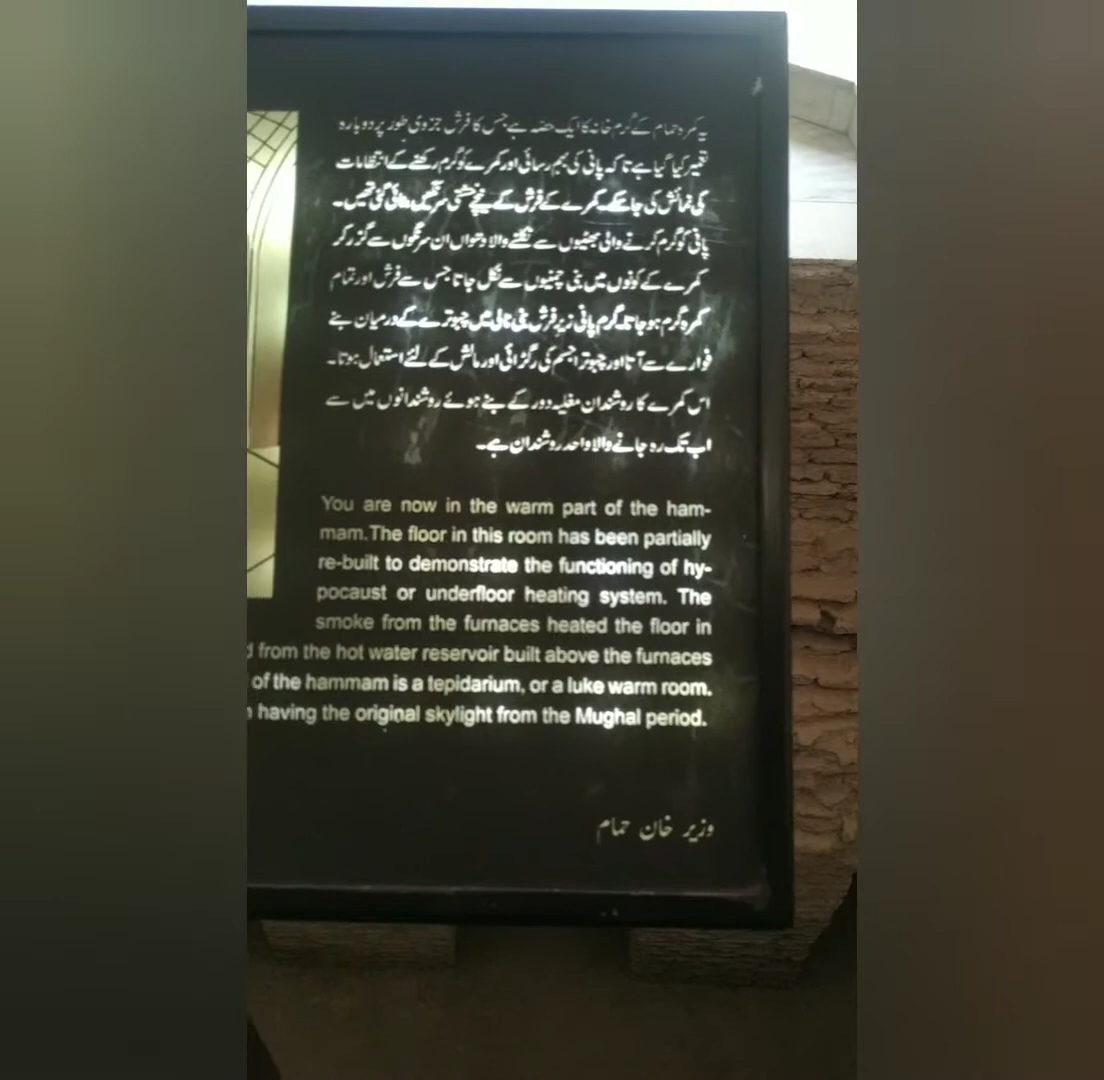 یہ کمرہ حمام کے گرم خانہ کا ایک حصہ ہے جس کا فرش جزوی طور پر دوبارہ
تعمیر کیا گیا ہے تاکہ پانی کی بہم رسائی اور کمرے کو گرم رکھنے کے انتظامات
کی نمائش کی جا سکے۔ کمرے کے فرش کے نیچے خشتی سرنگیں بنائی گئی تھیں۔
پانی کو گرم کرنے والی بھٹیوں سے نکلنے والا دھواں ان سرنگوں سے گزر کر
کمرے کے کونوں میں بنی چمنیوں سے نکل جاتا جس سے فرش اور تمام
کمرہ گرم ہو جاتا۔ گرم پانی زیر فرش بنی نالی میں چبوترے کے درمیان بنے
فوارے سے آتا اور چبوترا جسم کی رگڑائی اور مالش کے لئے استعمال ہوتا۔
اس کمرے کا روشندان مغلیہ دور کے بنے ہوئے روشندانوں میں سے
اب تک رہ جانے والا واحد روشندان ہے۔
You are now in the warm part of the ham-
mam.The floor in this room has been partially
re-built to demonstrate the functioning of hy-
pocaust or underfloor heating system. The
smoke from the furnaces heated the floor in
from the hot water reservoir built above the furnaces
of the hammam is a tepidarium, or a luke warm room.
having the original skylight from the Mughal period.
وزیر خان حمام